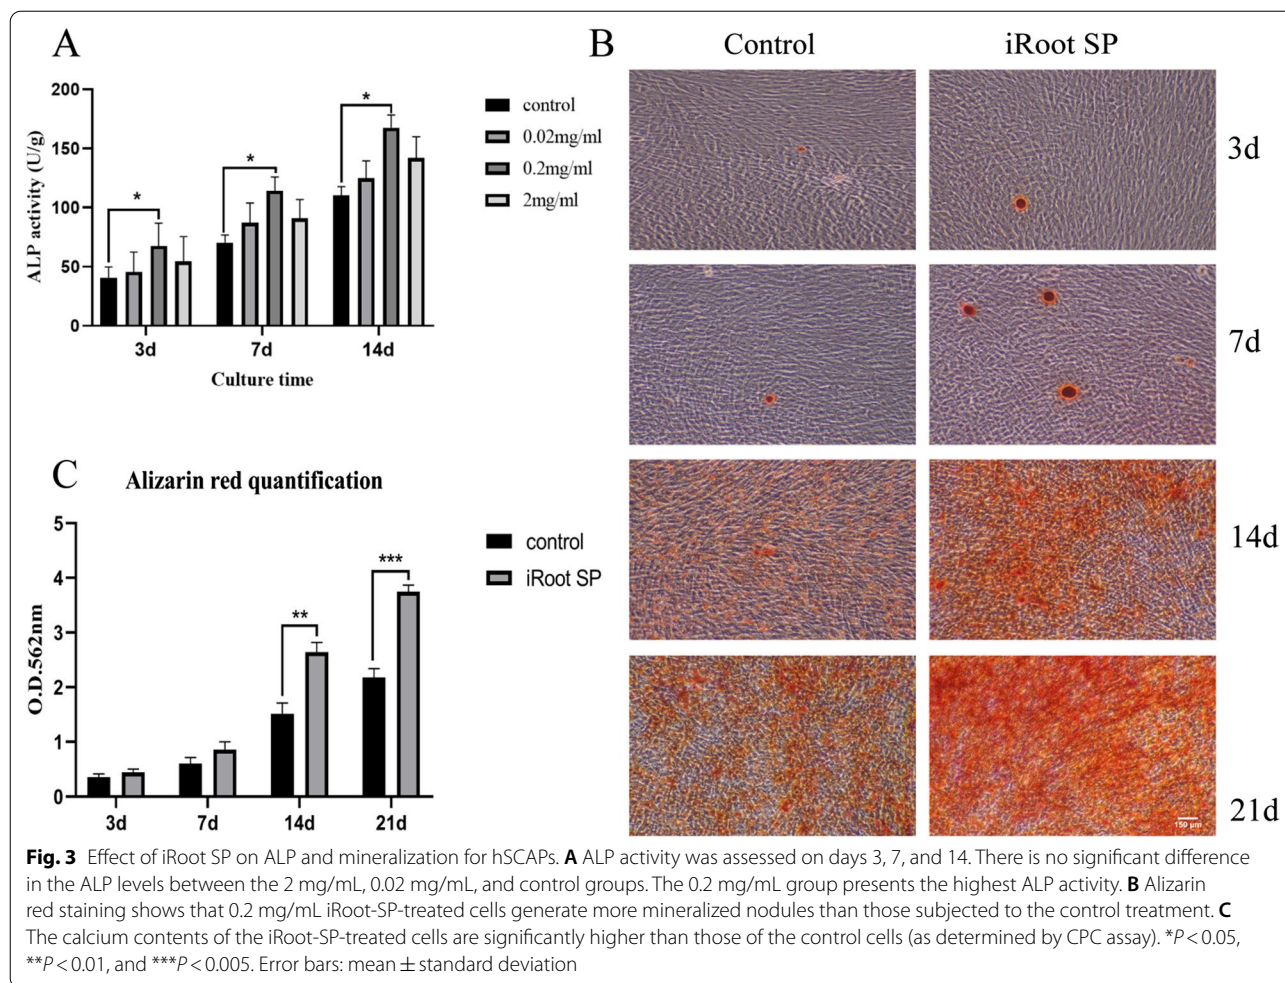 A
ALP activity (U/g)
200
150
100
50
0
*
*
*
3d
7d
14d
Culture time
control
0.02mg/ml
0.2mg/ml
2mg/ml
B
Control
iRoot SP
3d
7d
14d
21d
150 μm
C
Alizarin red quantification
O.D.562nm
5
4
3
2
1
0
**
***
3d
7d
14d
21d
control
iRoot SP
Fig. 3 Effect of iRoot SP on ALP and mineralization for hSCAPs. A ALP activity was assessed on days 3, 7, and 14. There is no significant difference
in the ALP levels between the 2 mg/mL, 0.02 mg/mL, and control groups. The 0.2 mg/mL group presents the highest ALP activity. B Alizarin
red staining shows that 0.2 mg/mL iRoot-SP-treated cells generate more mineralized nodules than those subjected to the control treatment. C
The calcium contents of the iRoot-SP-treated cells are significantly higher than those of the control cells (as determined by CPC assay). *P < 0.05,
**P < 0.01, and ***P < 0.005. Error bars: mean ± standard deviation